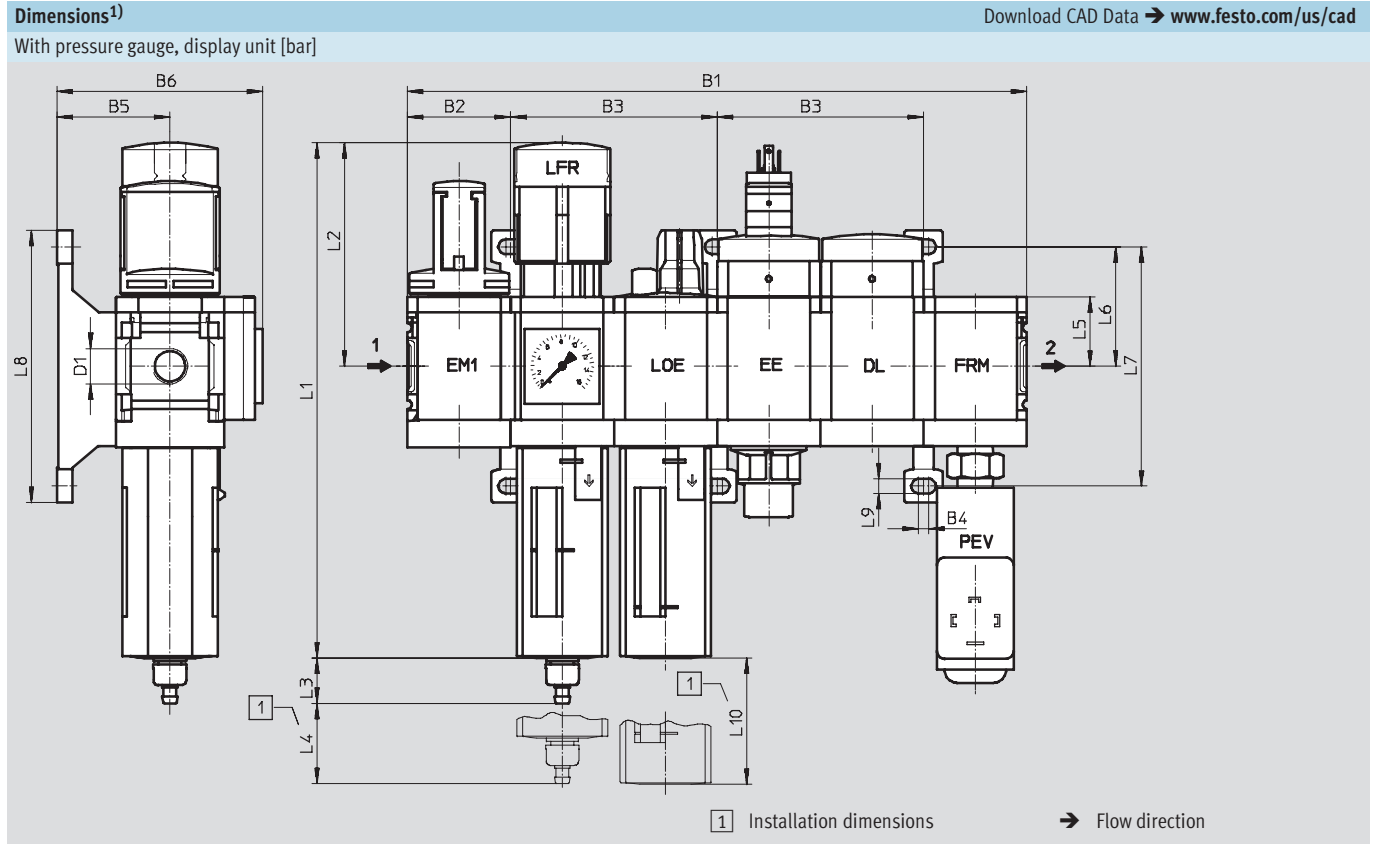 Dimensions1)
Download CAD Data ➔ www.festo.com/us/cad
With pressure gauge, display unit [bar]
B6
B5
B1
B2
B3
B3
L8
D1
L1
L2
LFR
L5
L6
L7
1
EM1
LOE
EE
DL
FRM
2
L9
B4
PEV
L3
L4
1
1
L10
1 Installation dimensions
➔ Flow direction